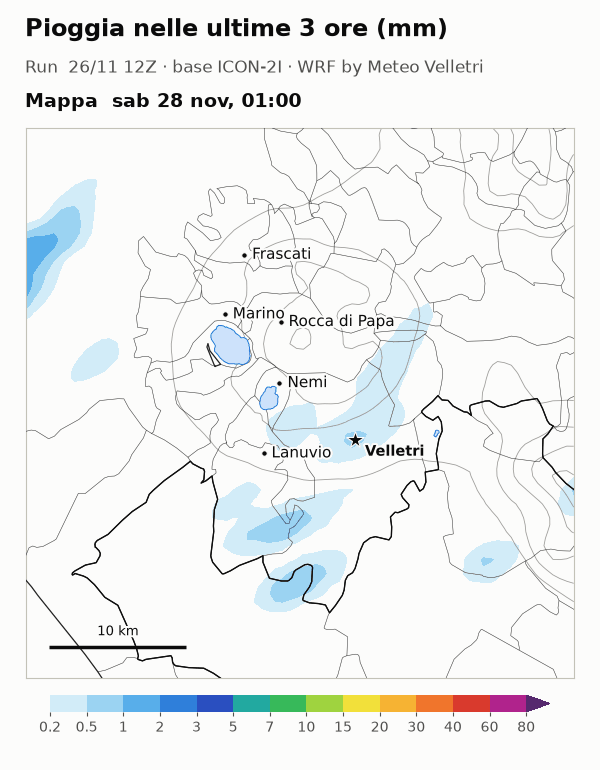 Pioggia nelle ultime 3 ore (mm)
Run  26/11 12Z · base ICON-2I · WRF by Meteo Velletri
Mappa  sab 28 nov, 01:00
Frascati
Marino
Rocca di Papa
Nemi
Lanuvio
Velletri
10 km
0.2 0.5 1 2 3 5 7 10 15 20 30 40 60 80